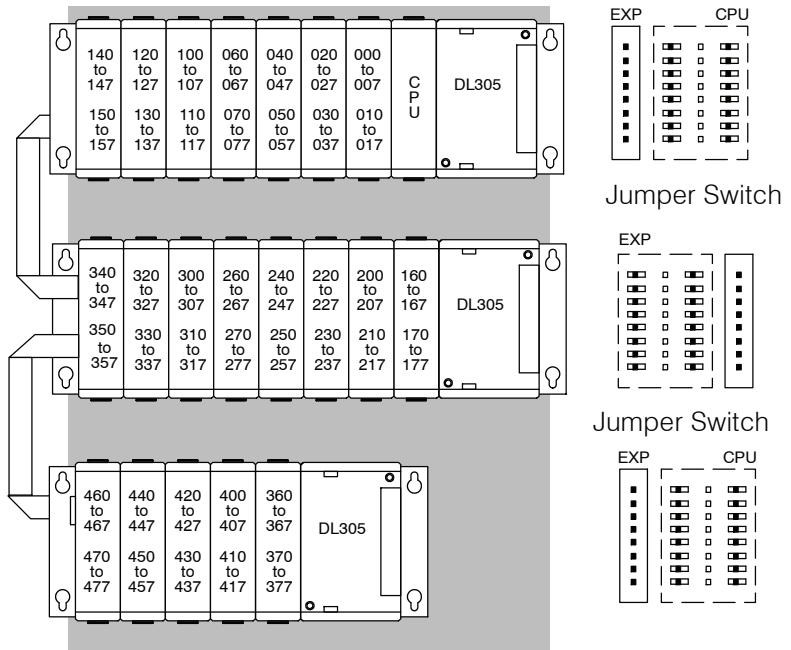 EXP CPU
140 120 100 060 040 020 000
to to to to to to to
147 127 107 067 047 027 007
CPU
DL305
150 130 110 070 050 030 010
to to to to to to to
157 137 117 077 057 037 017
Jumper Switch
EXP
340 320 300 260 240 220 200 160
to to to to to to to to
347 327 307 267 247 227 207 167
DL305
350 330 310 270 250 230 210 170
to to to to to to to to
357 337 317 277 257 237 217 177
Jumper Switch
EXP CPU
460 440 420 400 360
to to to to to
467 447 427 407 367
DL305
470 450 430 410 370
to to to to to
477 457 437 417 377